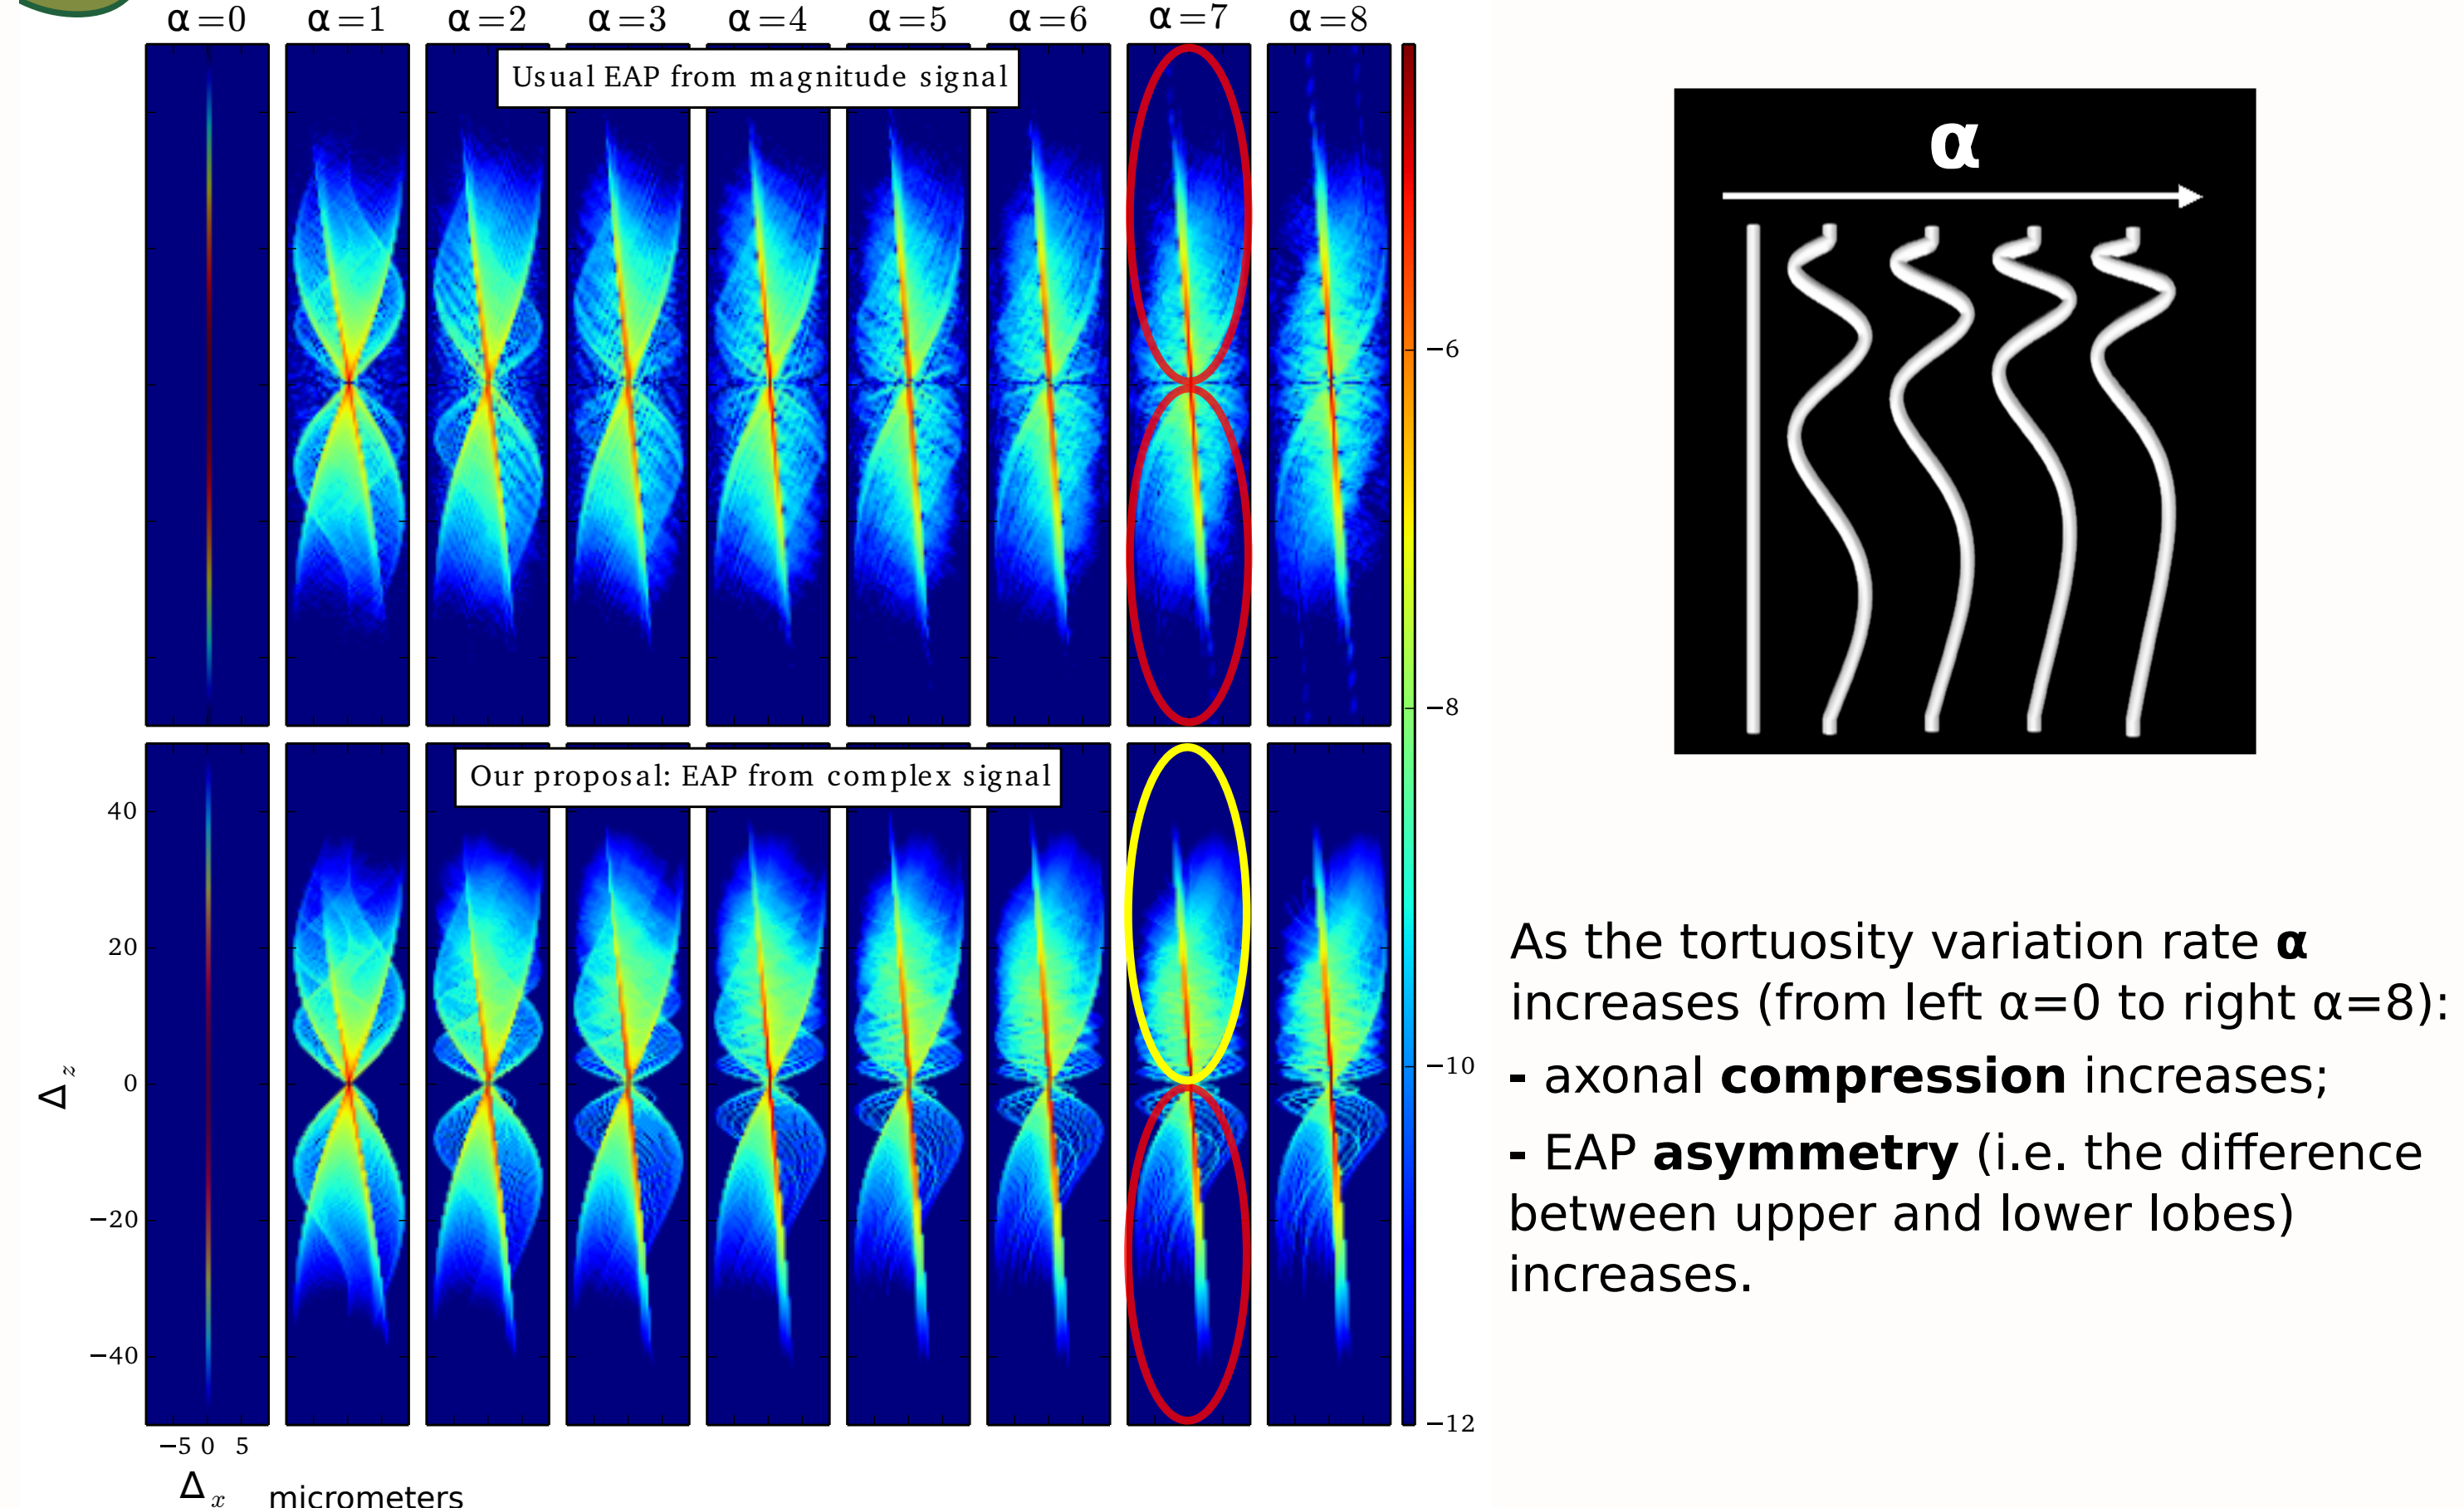 α=0 α=1 α=2 α=3 α=4 α=5 α=6 α=7 α=8
Usual EAP from magnitude signal
−6
−8
Our proposal: EAP from complex signal
40
20
0
−20
−40
Δz
−10
−12
−5 0 5
Δx micrometers
α
As the tortuosity variation rate α
increases (from left α=0 to right α=8):
- axonal compression increases;
- EAP asymmetry (i.e. the difference
between upper and lower lobes)
increases.